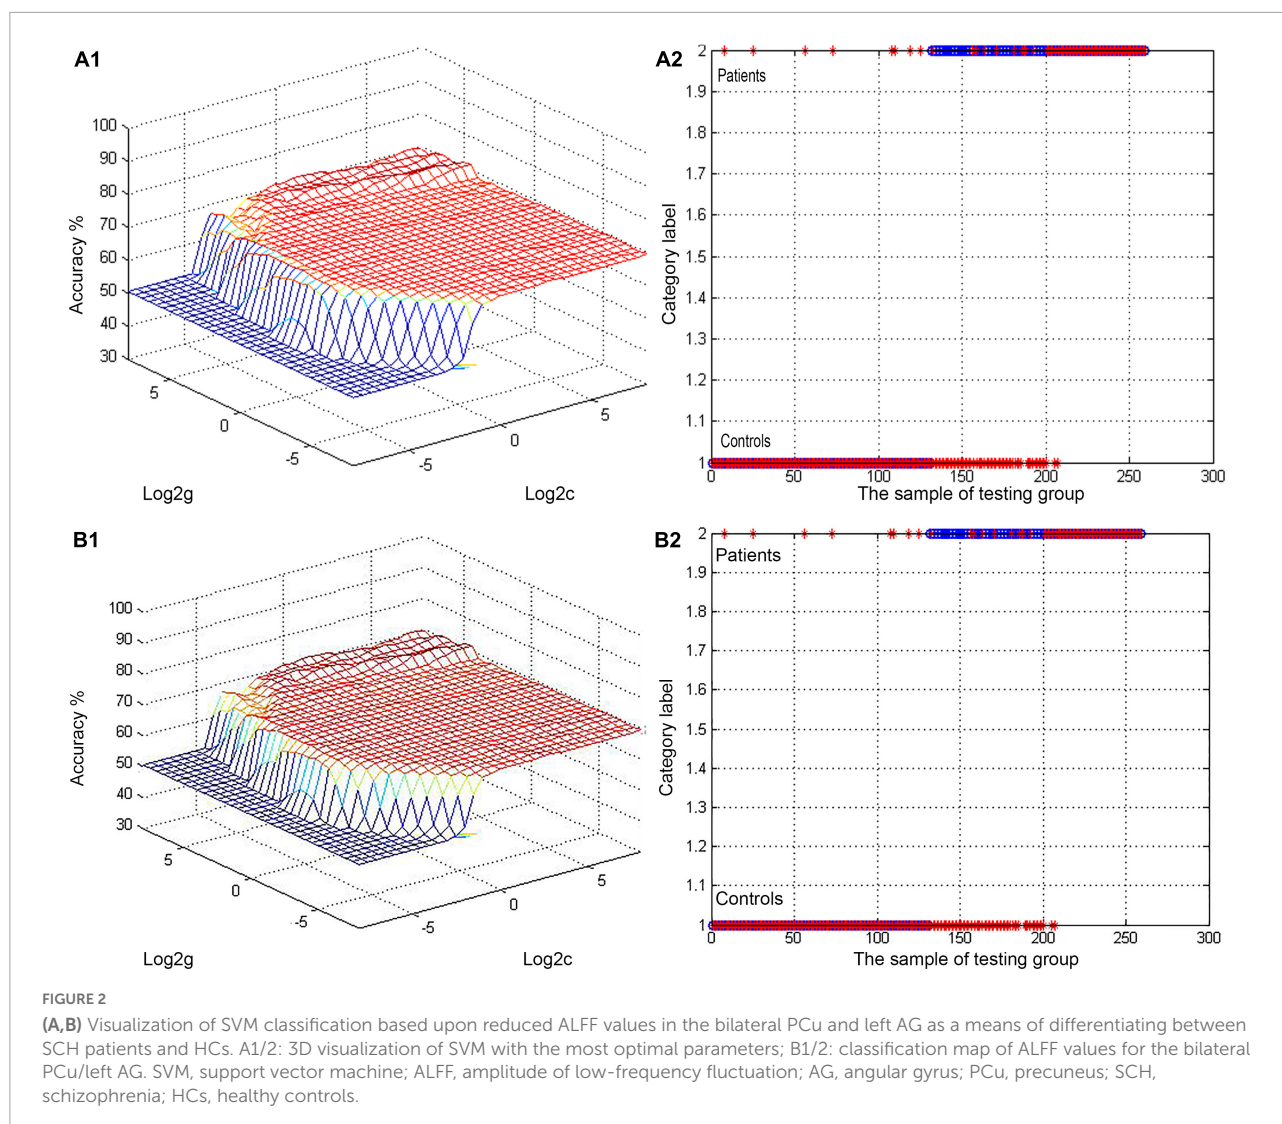 A1
100
90
80
70
60
50
40
30
Accuracy %
5
0
-5
-5
0
5
Log2g
Log2c
A2
2
1.9
1.8
1.7
1.6
1.5
1.4
1.3
1.2
1.1
1
Patients
Category label
Controls
0
50
100
150
200
250
300
The sample of testing group
B1
100
90
80
70
60
50
40
30
Accuracy %
5
0
-5
-5
0
5
Log2g
Log2c
B2
2
1.9
1.8
1.7
1.6
1.5
1.4
1.3
1.2
1.1
1
Patients
Category label
Controls
0
50
100
150
200
250
300
The sample of testing group
FIGURE 2
(A,B) Visualization of SVM classification based upon reduced ALFF values in the bilateral PCu and left AG as a means of differentiating between
SCH patients and HCs. A1/2: 3D visualization of SVM with the most optimal parameters; B1/2: classification map of ALFF values for the bilateral
PCu/left AG. SVM, support vector machine; ALFF, amplitude of low-frequency fluctuation; AG, angular gyrus; PCu, precuneus; SCH,
schizophrenia; HCs, healthy controls.